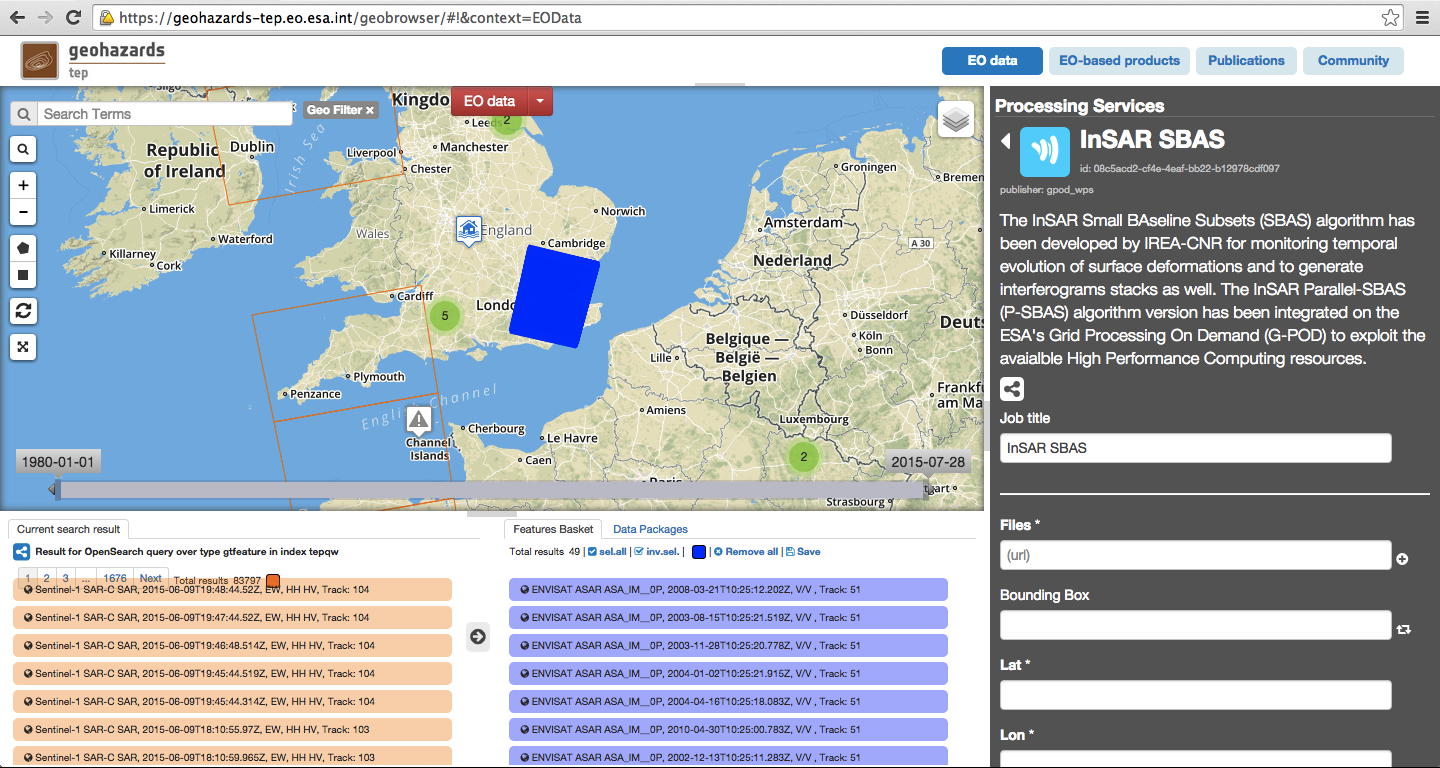 https://geohazards-tep.eo.esa.int/geobrowser/#!&context=EOData
geohazards
tep
EO data
EO-based products
Publications
Community
Search Terms
Geo Filter ×
EO data
Kingdo
Leeds
2
Republic
of Ireland
Dublin
Irish Sea
Liverpool
Manchester
Chester
Limerick
Waterford
Killarney
Cork
Wales
England
Norwich
Cambridge
Cardiff
5
Londo
Plymouth
Penzance
English Channel
Channel
Islands
Cherbourg
Le Havre
Caen
Amiens
Lille
Groningen
Bremen
Amsterdam
Nederland
A 30
Düsseldorf
Köln
Bonn
Deuts
Belgique —
België —
Belgien
Frankfu
am Ma
Luxembourg
2
Paris
Strasbourg
1980-01-01
2015-07-28
Current search result
Result for OpenSearch query over type gtfeature in index tepqw
1 2 3 ... 1676 Next Total results 83797
Sentinel-1 SAR-C SAR, 2015-06-09T19:48:44.52Z, EW, HH HV, Track: 104
Sentinel-1 SAR-C SAR, 2015-06-09T19:47:44.52Z, EW, HH HV, Track: 104
Sentinel-1 SAR-C SAR, 2015-06-09T19:46:48.514Z, EW, HH HV, Track: 104
Sentinel-1 SAR-C SAR, 2015-06-09T19:45:44.519Z, EW, HH HV, Track: 104
Sentinel-1 SAR-C SAR, 2015-06-09T19:45:44.314Z, EW, HH HV, Track: 104
Sentinel-1 SAR-C SAR, 2015-06-09T18:10:55.97Z, EW, HH HV, Track: 103
Sentinel-1 SAR-C SAR, 2015-06-09T18:10:59.965Z, EW, HH HV, Track: 103
Features Basket
Data Packages
Total results 49 | sel.all | inv.sel. | | Remove all | Save
ENVISAT ASAR ASA_IM__0P, 2008-03-21T10:25:12.202Z, V/V , Track: 51
ENVISAT ASAR ASA_IM__0P, 2003-08-15T10:25:21.519Z, V/V , Track: 51
ENVISAT ASAR ASA_IM__0P, 2003-11-28T10:25:20.778Z, V/V , Track: 51
ENVISAT ASAR ASA_IM__0P, 2004-01-02T10:25:21.915Z, V/V , Track: 51
ENVISAT ASAR ASA_IM__0P, 2004-04-16T10:25:18.083Z, V/V , Track: 51
ENVISAT ASAR ASA_IM__0P, 2010-04-30T10:25:00.783Z, V/V , Track: 51
ENVISAT ASAR ASA_IM__0P, 2002-12-13T10:25:11.283Z, V/V , Track: 51
Processing Services
InSAR SBAS
id: 08c5acd2-cf4e-4eaf-bb22-b12978cdf097
publisher: gpod_wps
The InSAR Small BAseline Subsets (SBAS) algorithm has
been developed by IREA-CNR for monitoring temporal
evolution of surface deformations and to generate
interferograms stacks as well. The InSAR Parallel-SBAS
(P-SBAS) algorithm version has been integrated on the
ESA's Grid Processing On Demand (G-POD) to exploit the
avaialble High Performance Computing resources.
Job title
InSAR SBAS
Files *
(url)
Bounding Box
Lat *
Lon *